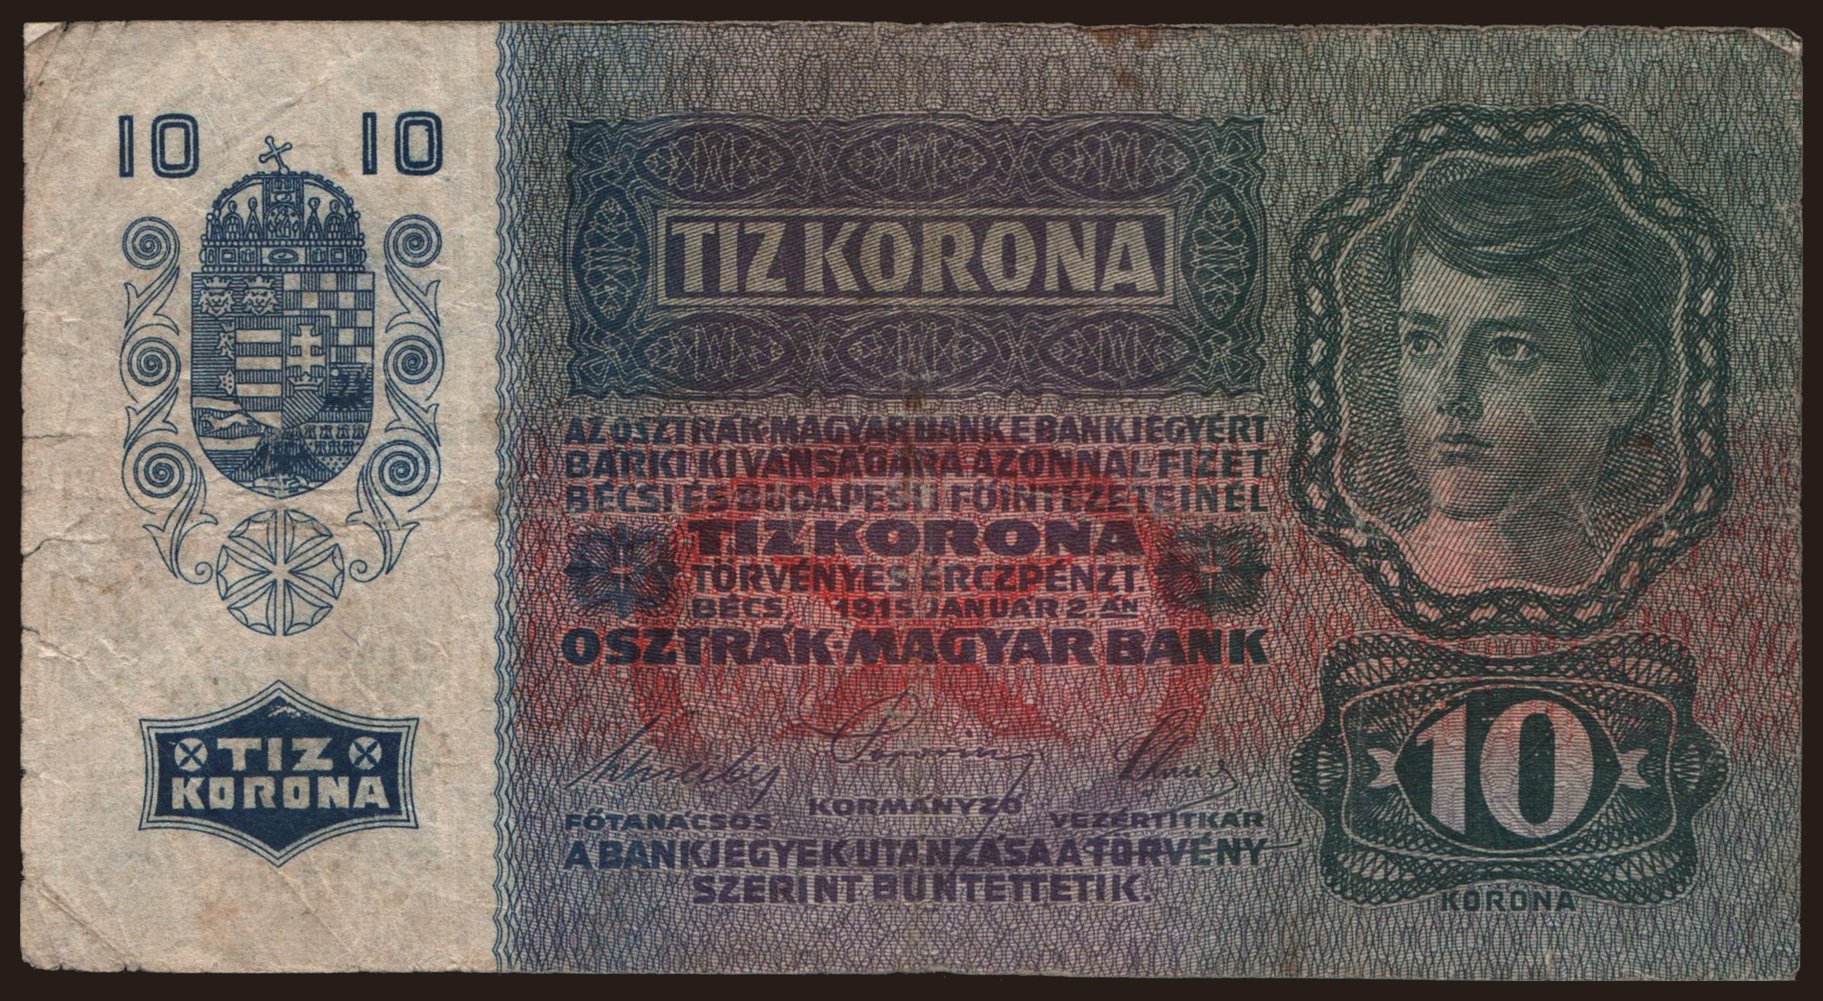 10 10
TIZ KORONA
TIZ KORONA
AZ OSZTRÁK-MAGYAR BANK E BANKJEGYÉRT
BÁRKI KIVÁNSÁGÁRA AZONNAL FIZET
BÉCSI ÉS BUDAPESTI FŐINTÉZETEINÉL
TIZ KORONA
TÖRVÉNYES ÉRCZPÉNZT.
BÉCS, 1915 JANUÁR 2.-ÁN
OSZTRÁK-MAGYAR BANK
KORMÁNYZÓ
FŐTANÁCSOS VEZÉRTITKÁR
A BANKJEGYEK UTÁNZÁSA A TÖRVÉNY
SZERINT BÜNTETTETIK.
10
KORONA